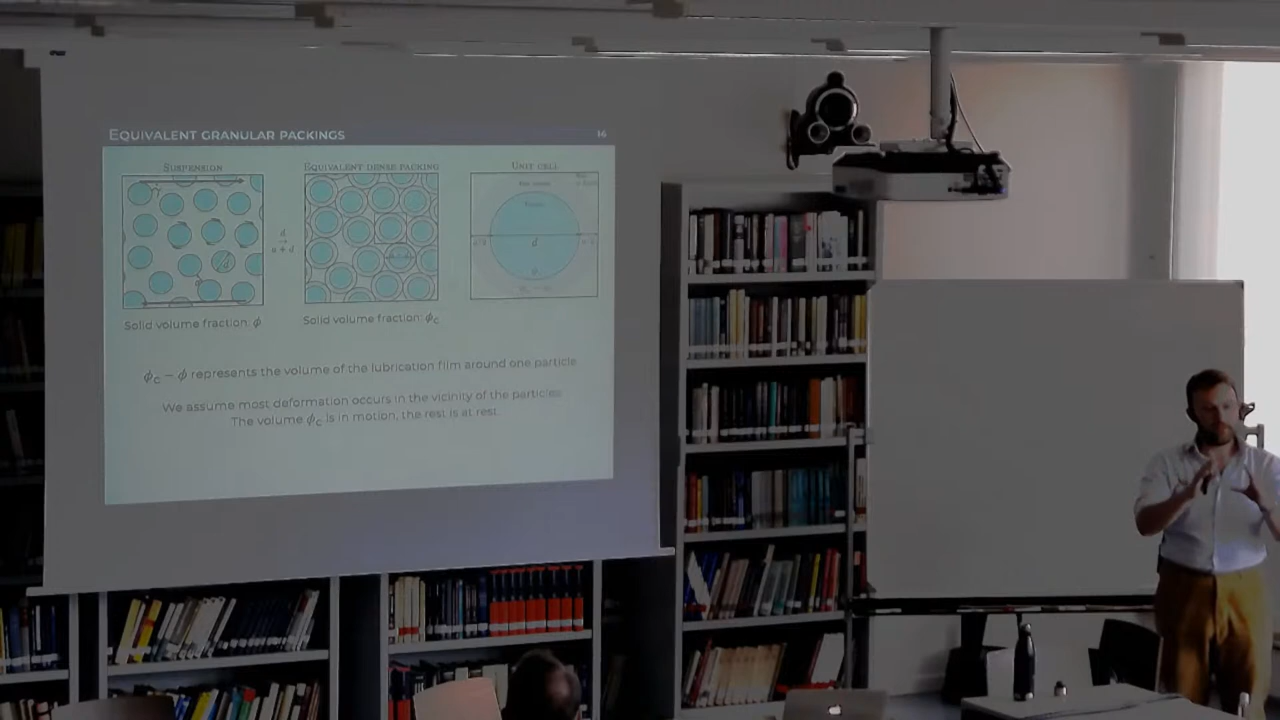 EQUIVALENT GRANULAR PACKINGS 16
SUSPENSION EQUIVALENT DENSE PACKING UNIT CELL
d
d
Solid volume fraction: ϕ Solid volume fraction: ϕc
ϕc − ϕ represents the volume of the lubrication film around one particle
We assume most deformation occurs in the vicinity of the particles
The volume ϕc is in motion, the rest is at rest.